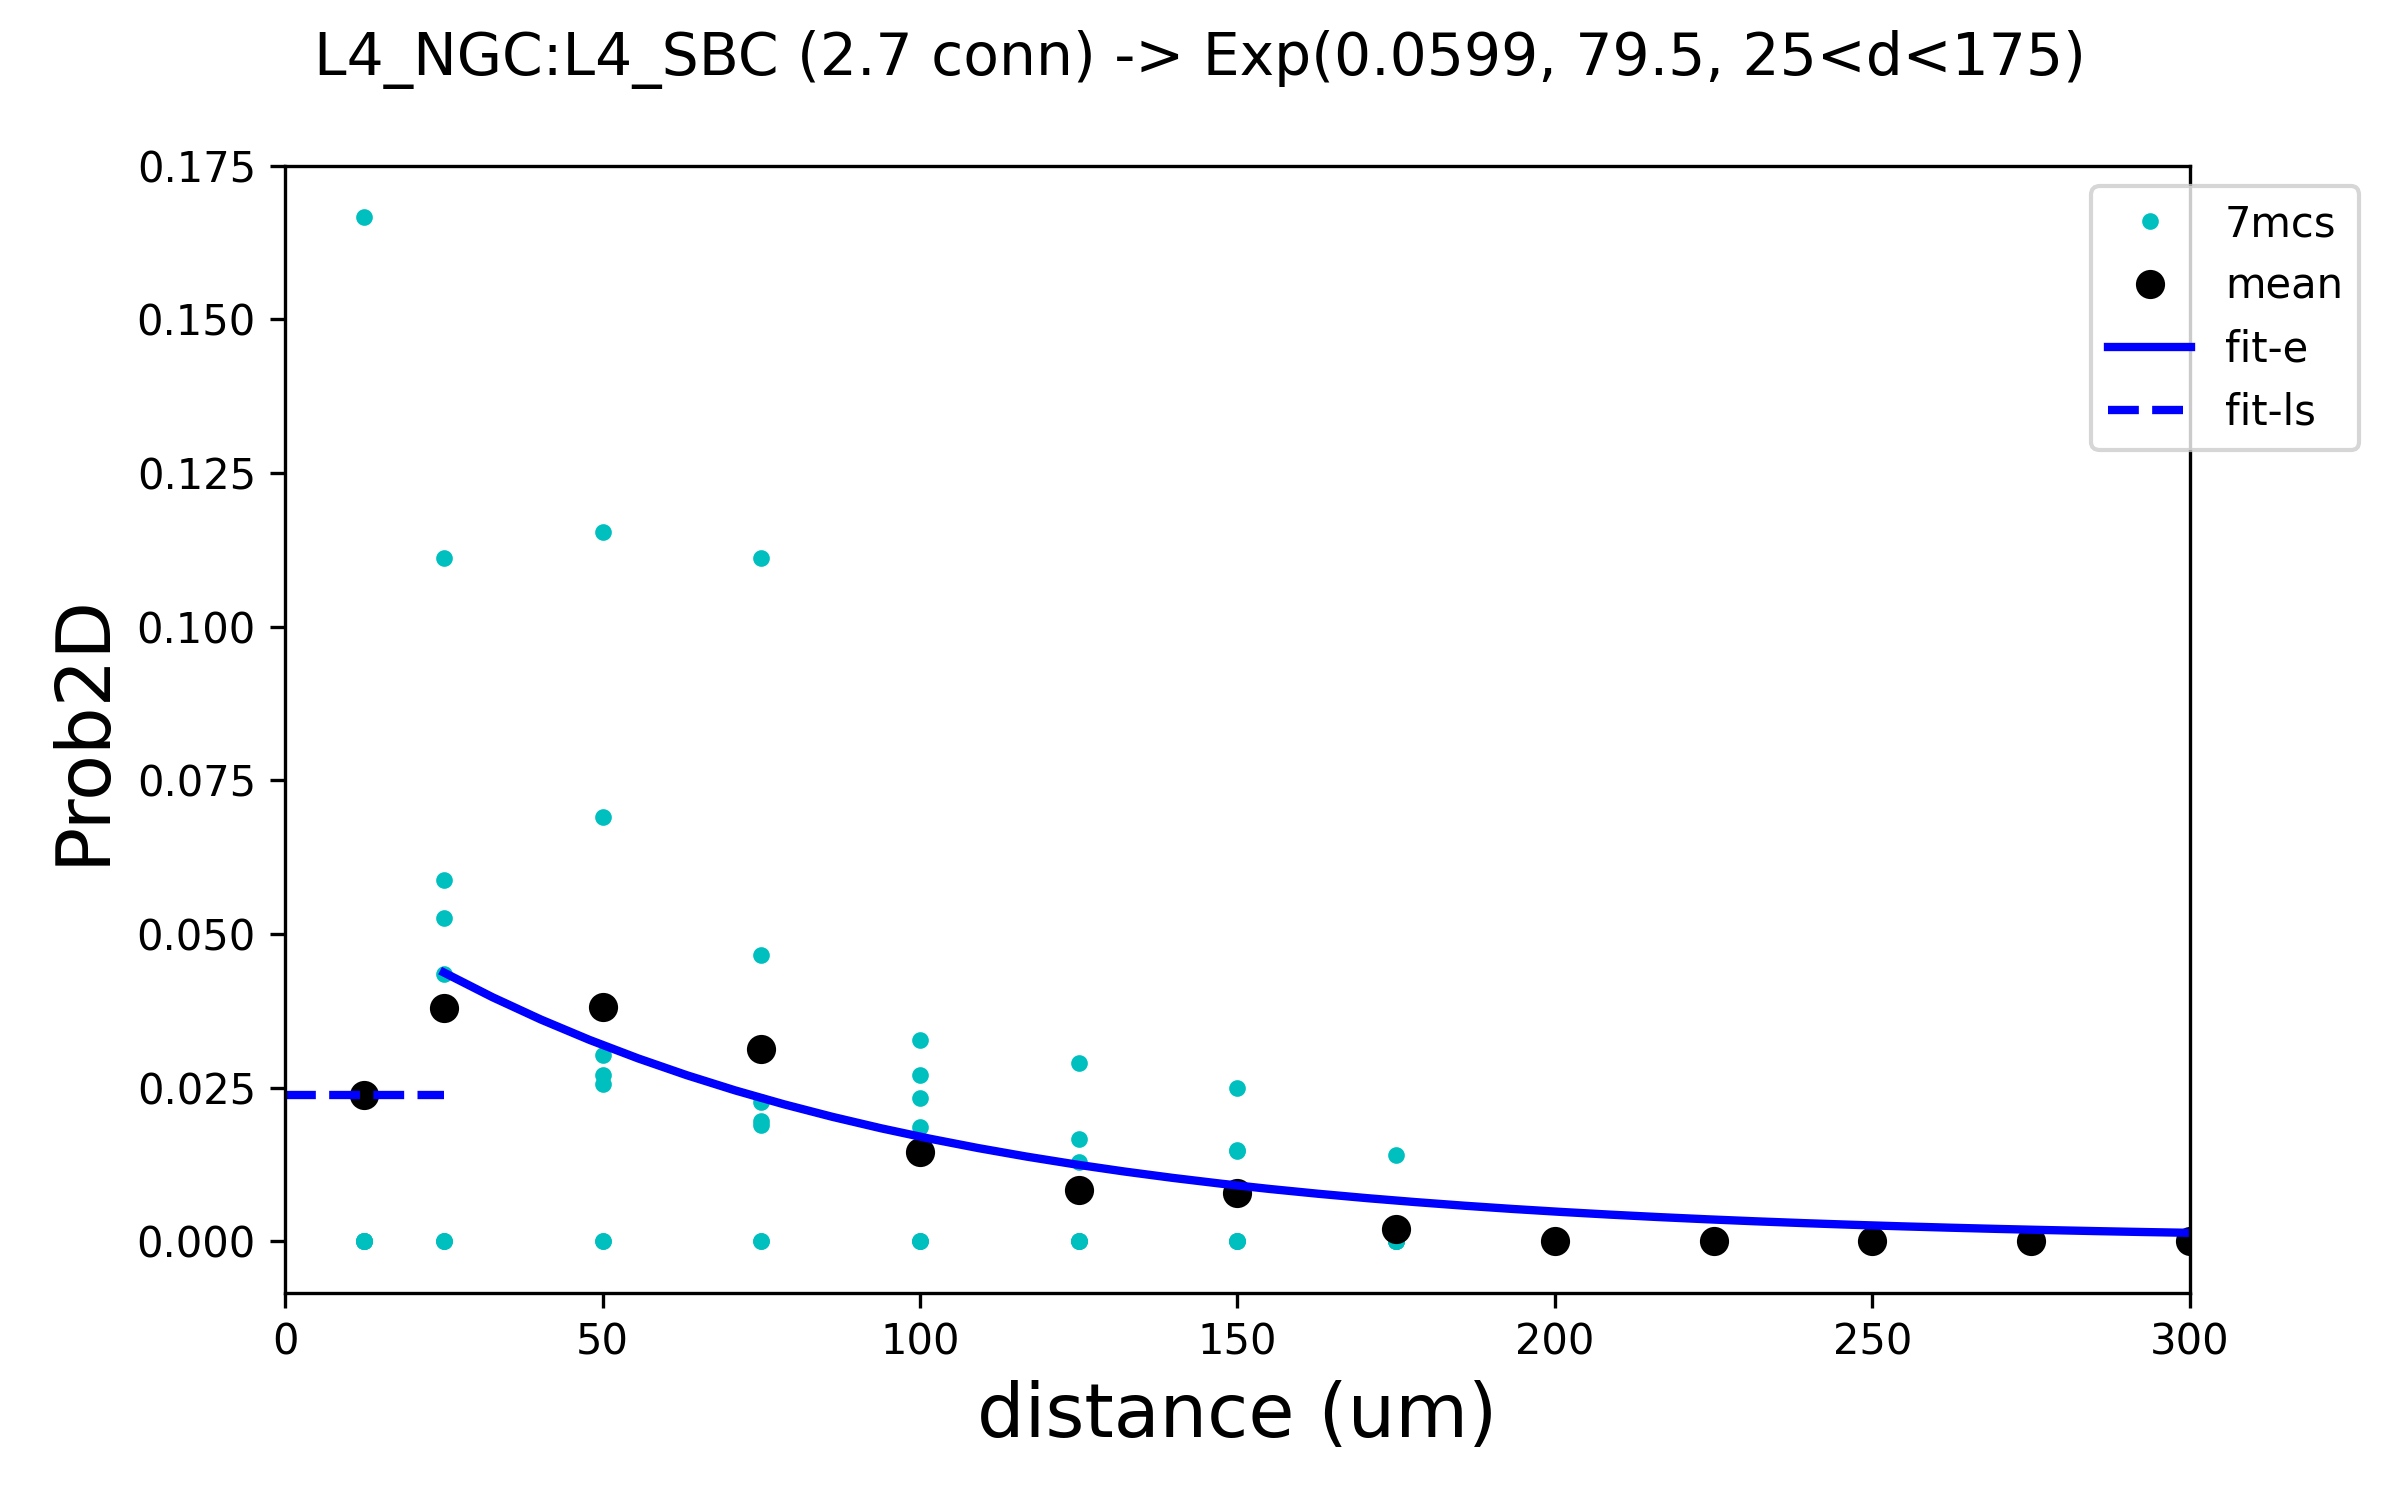 L4_NGC:L4_SBC (2.7 conn) -> Exp(0.0599, 79.5, 25<d<175)
0.175
0.150
0.125
0.100
0.075
0.050
0.025
0.000
Prob2D
7mcs
mean
fit-e
fit-ls
0 50 100 150 200 250 300
distance (um)